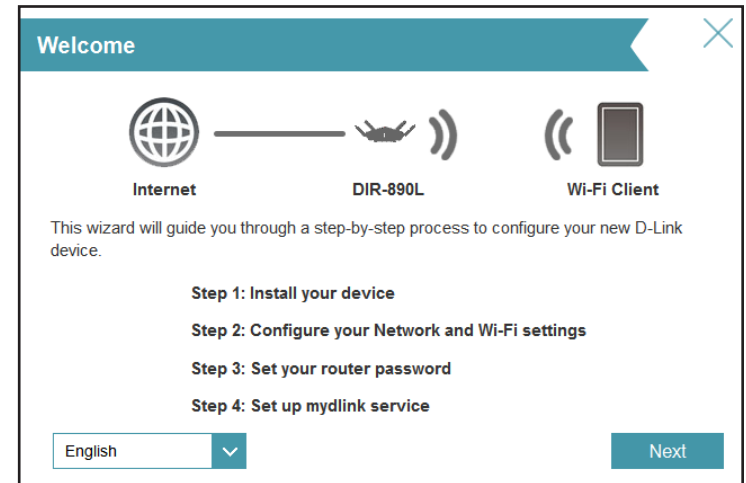 Welcome
Internet DIR-890L Wi-Fi Client
This wizard will guide you through a step-by-step process to configure your new D-Link
device.
Step 1: Install your device
Step 2: Configure your Network and Wi-Fi settings
Step 3: Set your router password
Step 4: Set up mydlink service
English Next